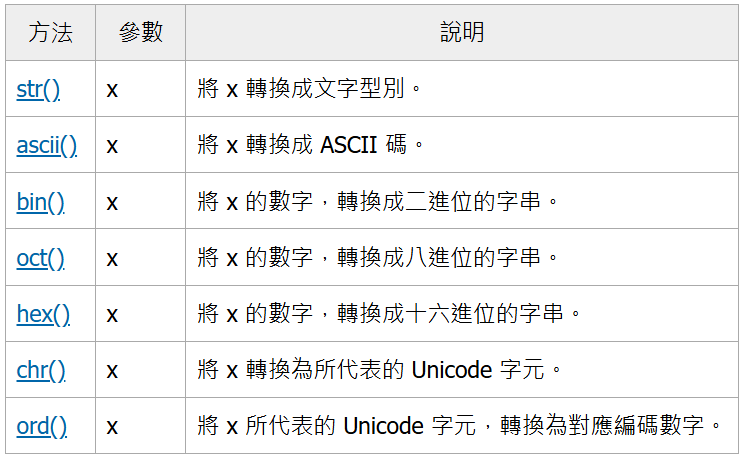 方法 參數 說明
str() x 將 x 轉換成文字型別。
ascii() x 將 x 轉換成 ASCII 碼。
bin() x 將 x 的數字，轉換成二進位的字串。
oct() x 將 x 的數字，轉換成八進位的字串。
hex() x 將 x 的數字，轉換成十六進位的字串。
chr() x 將 x 轉換為所代表的 Unicode 字元。
ord() x 將 x 所代表的 Unicode 字元，轉換為對應編碼數字。